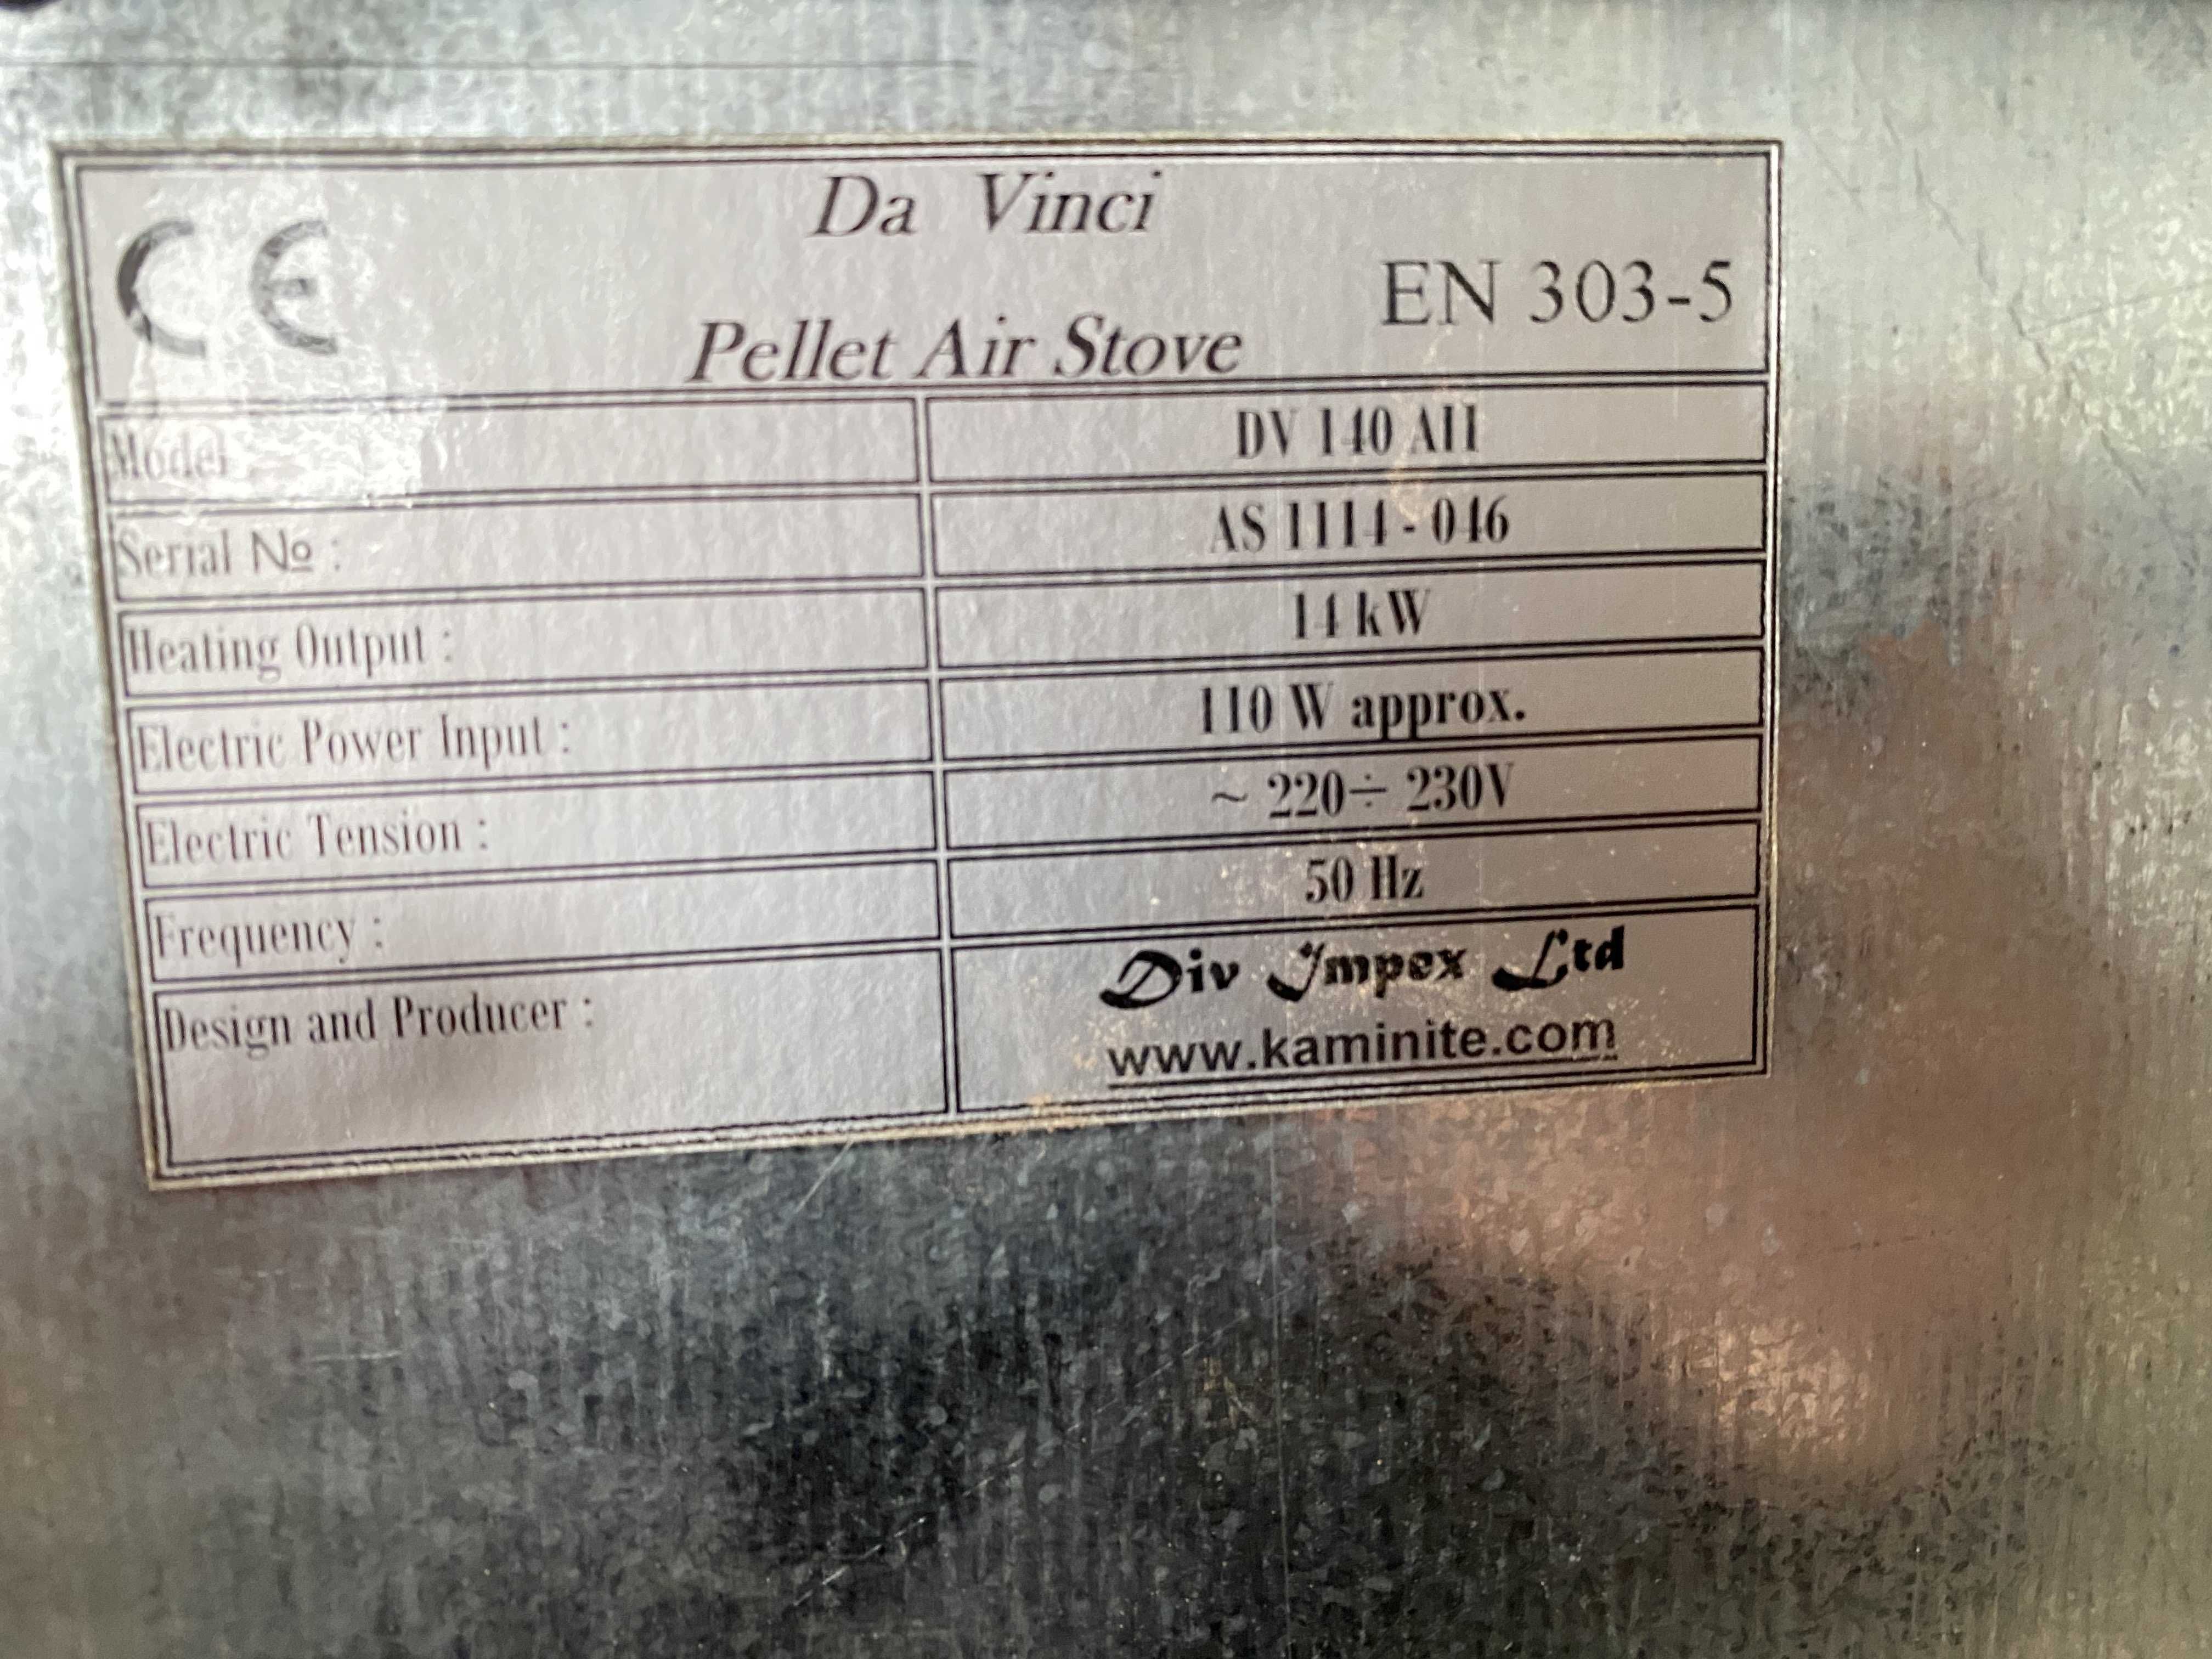 CE
Da Vinci
Pellet Air Stove
EN 303-5
Model DV 140 AH
Serial № : AS 1114 - 046
Heating Output : 14 kW
Electric Power Input : 110 W approx.
Electric Tension : ~ 220÷ 230V
Frequency : 50 Hz
Design and Producer : Div Impex Ltd
www.kaminite.com